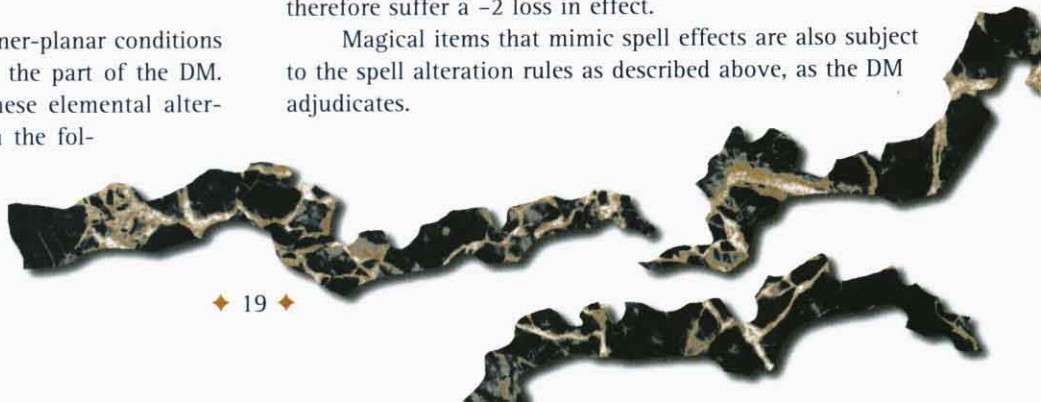 ner-planar conditions
the part of the DM.
hese elemental alter-
the fol-
therefore suffer a –2 loss in effect.
Magical items that mimic spell effects are also subject
to the spell alteration rules as described above, as the DM
adjudicates.
19